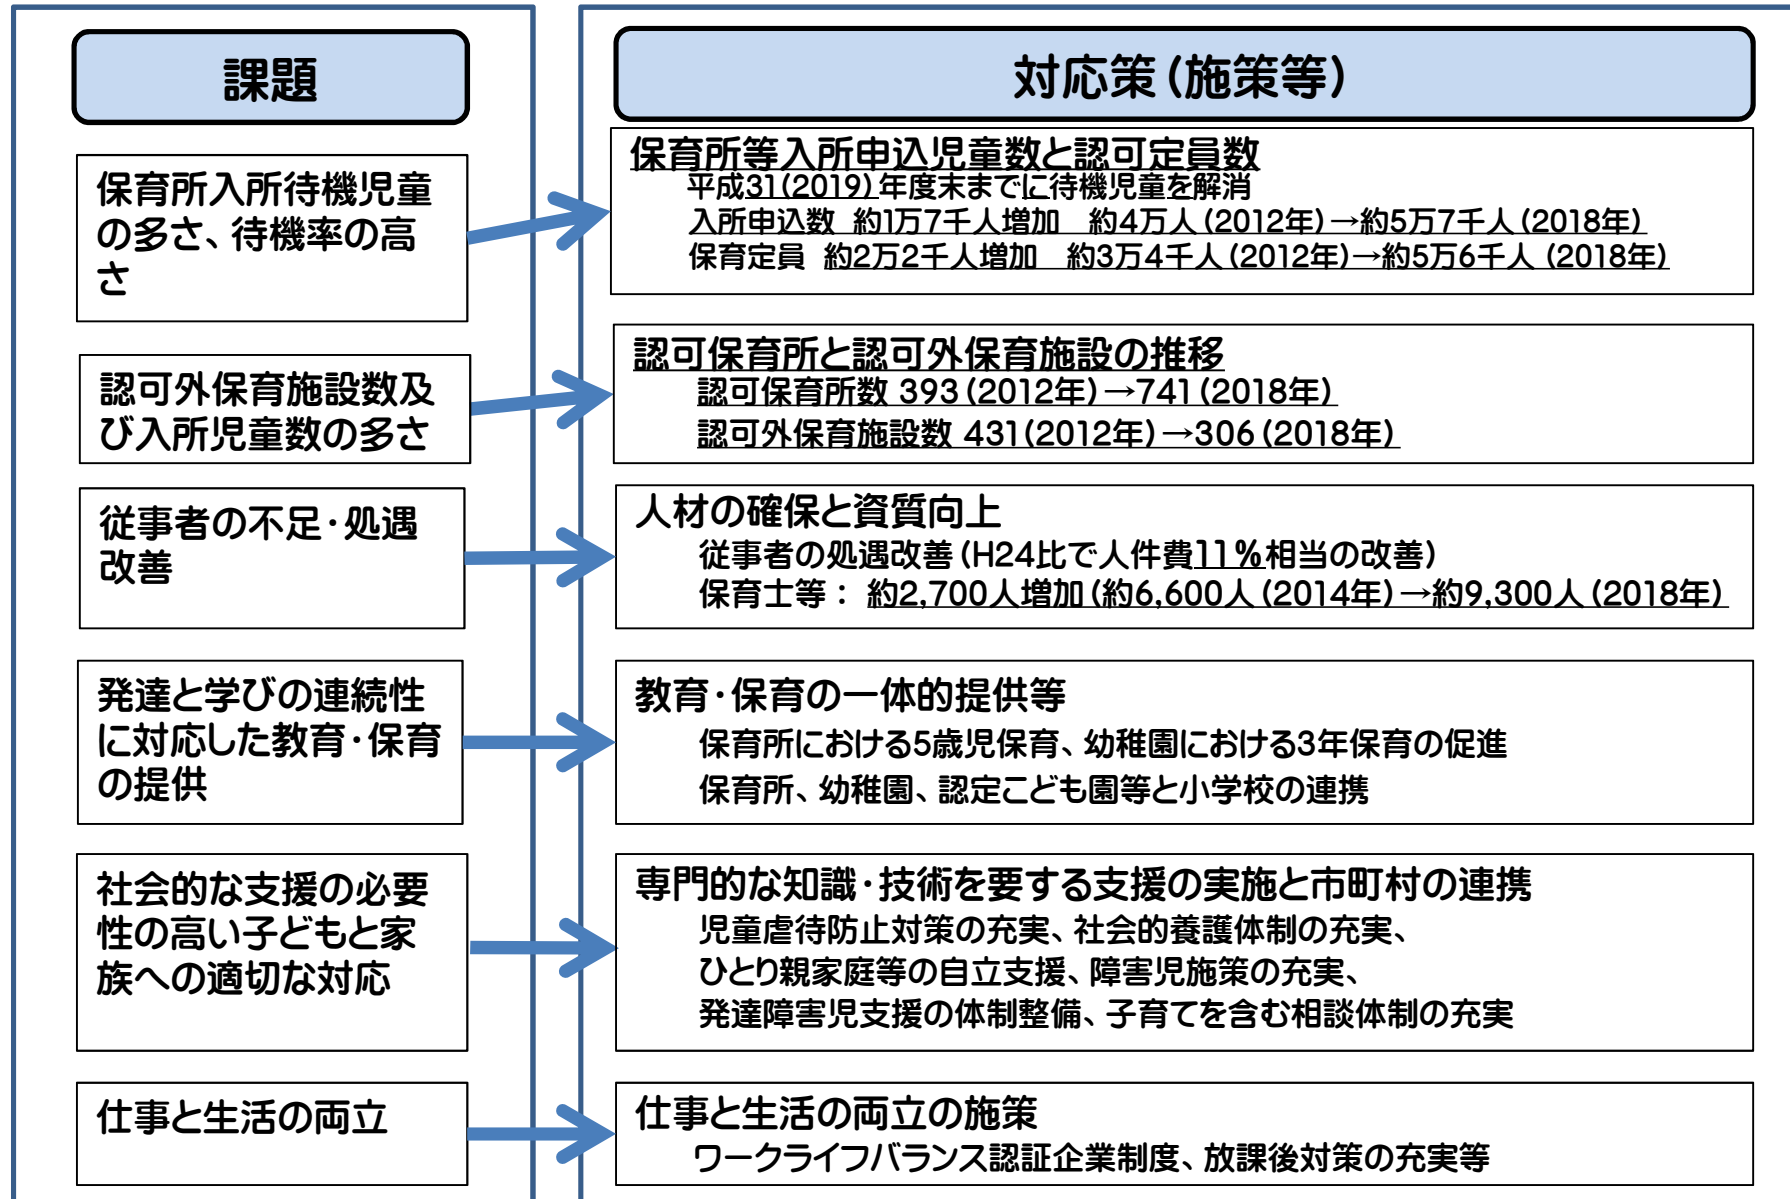 課題
保育所入所待機児童
の多さ、待機率の高
さ
認可外保育施設数及
び入所児童数の多さ
従事者の不足・処遇
改善
発達と学びの連続性
に対応した教育・保育
の提供
社会的な支援の必要
性の高い子どもと家
族への適切な対応
仕事と生活の両立
対応策(施策等)
保育所等入所申込児童数と認可定員数
平成31(2019)年度末までに待機児童を解消
入所申込数 約1万7千人増加 約4万人(2012年)→約5万7千人(2018年)
保育定員 約2万2千人増加 約3万4千人(2012年)→約5万6千人(2018年)
認可保育所と認可外保育施設の推移
認可保育所数 393(2012年)→741(2018年)
認可外保育施設数 431(2012年)→306(2018年)
人材の確保と資質向上
従事者の処遇改善(H24比で人件費11%相当の改善)
保育士等: 約2,700人増加(約6,600人(2014年)→約9,300人(2018年)
教育・保育の一体的提供等
保育所における5歳児保育、幼稚園における3年保育の促進
保育所、幼稚園、認定こども園等と小学校の連携
専門的な知識・技術を要する支援の実施と市町村の連携
児童虐待防止対策の充実、社会的養護体制の充実、
ひとり親家庭等の自立支援、障害児施策の充実、
発達障害児支援の体制整備、子育てを含む相談体制の充実
仕事と生活の両立の施策
ワークライフバランス認証企業制度、放課後対策の充実等